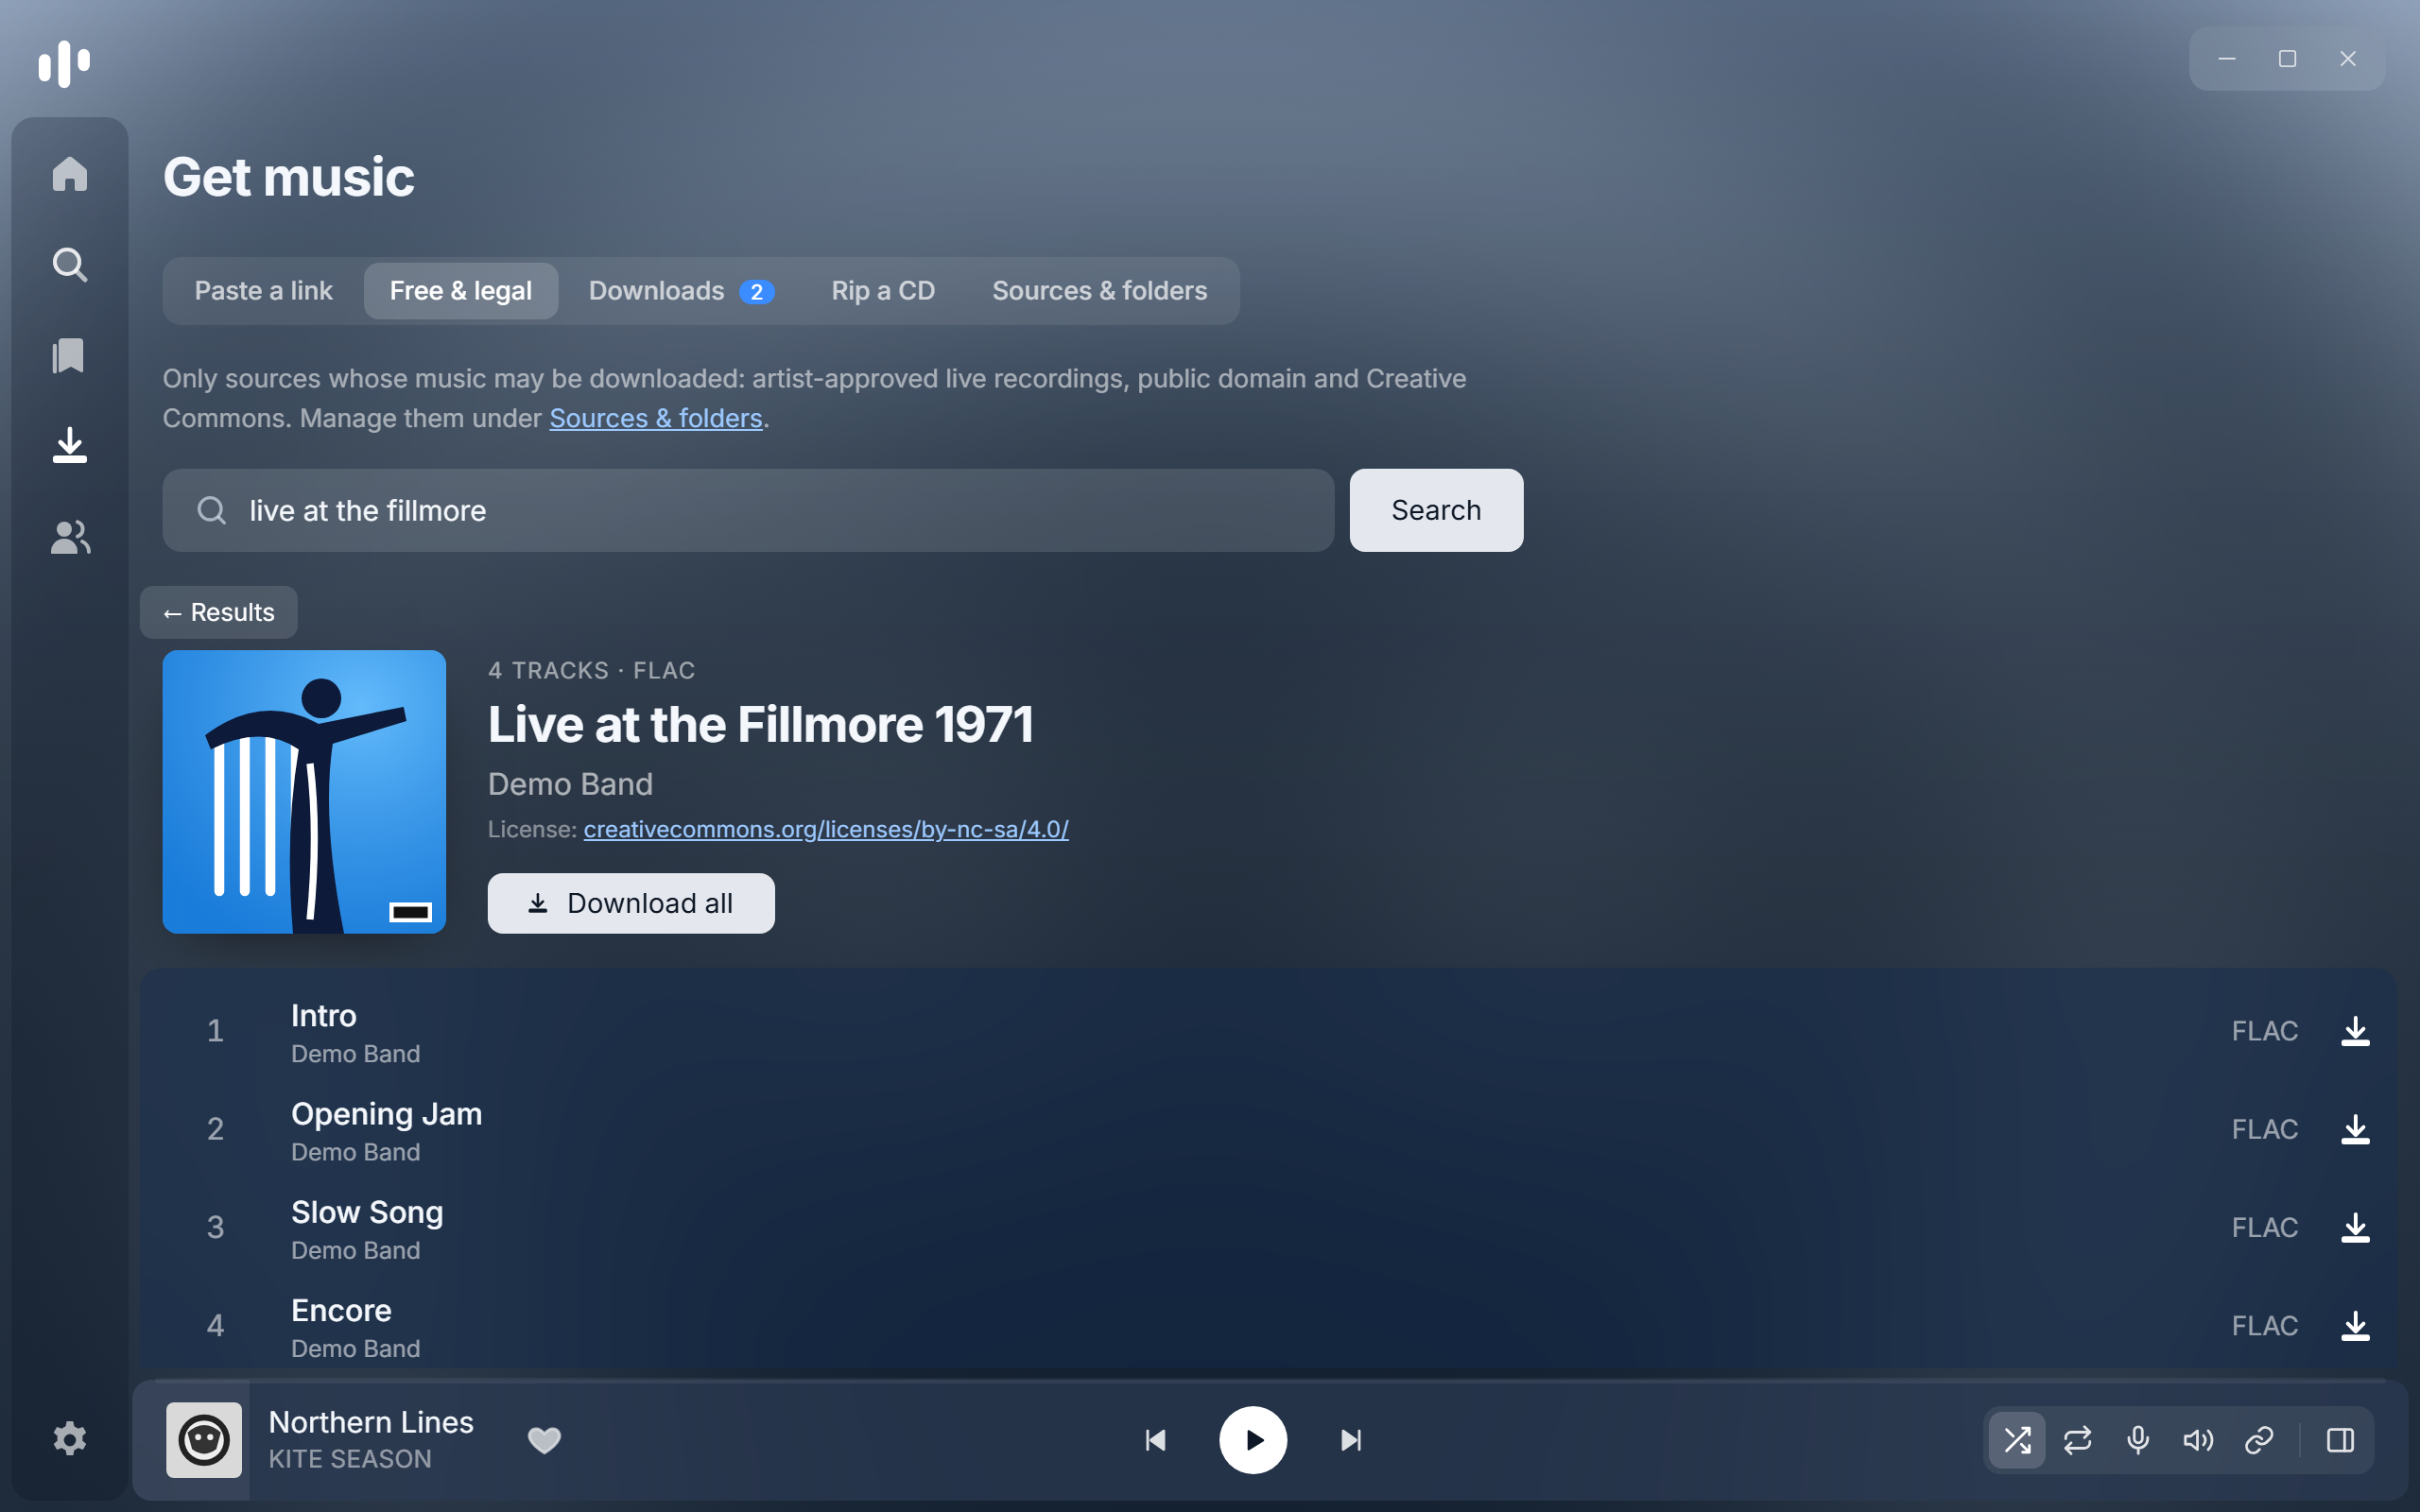 Get music
Paste a link
Free & legal
Downloads 2
Rip a CD
Sources & folders
Only sources whose music may be downloaded: artist-approved live recordings, public domain and Creative
Commons. Manage them under Sources & folders.
live at the fillmore
Search
← Results
4 TRACKS · FLAC
Live at the Fillmore 1971
Demo Band
License: creativecommons.org/licenses/by-nc-sa/4.0/
Download all
1
Intro
Demo Band
FLAC
2
Opening Jam
Demo Band
FLAC
3
Slow Song
Demo Band
FLAC
4
Encore
Demo Band
FLAC
Northern Lines
KITE SEASON